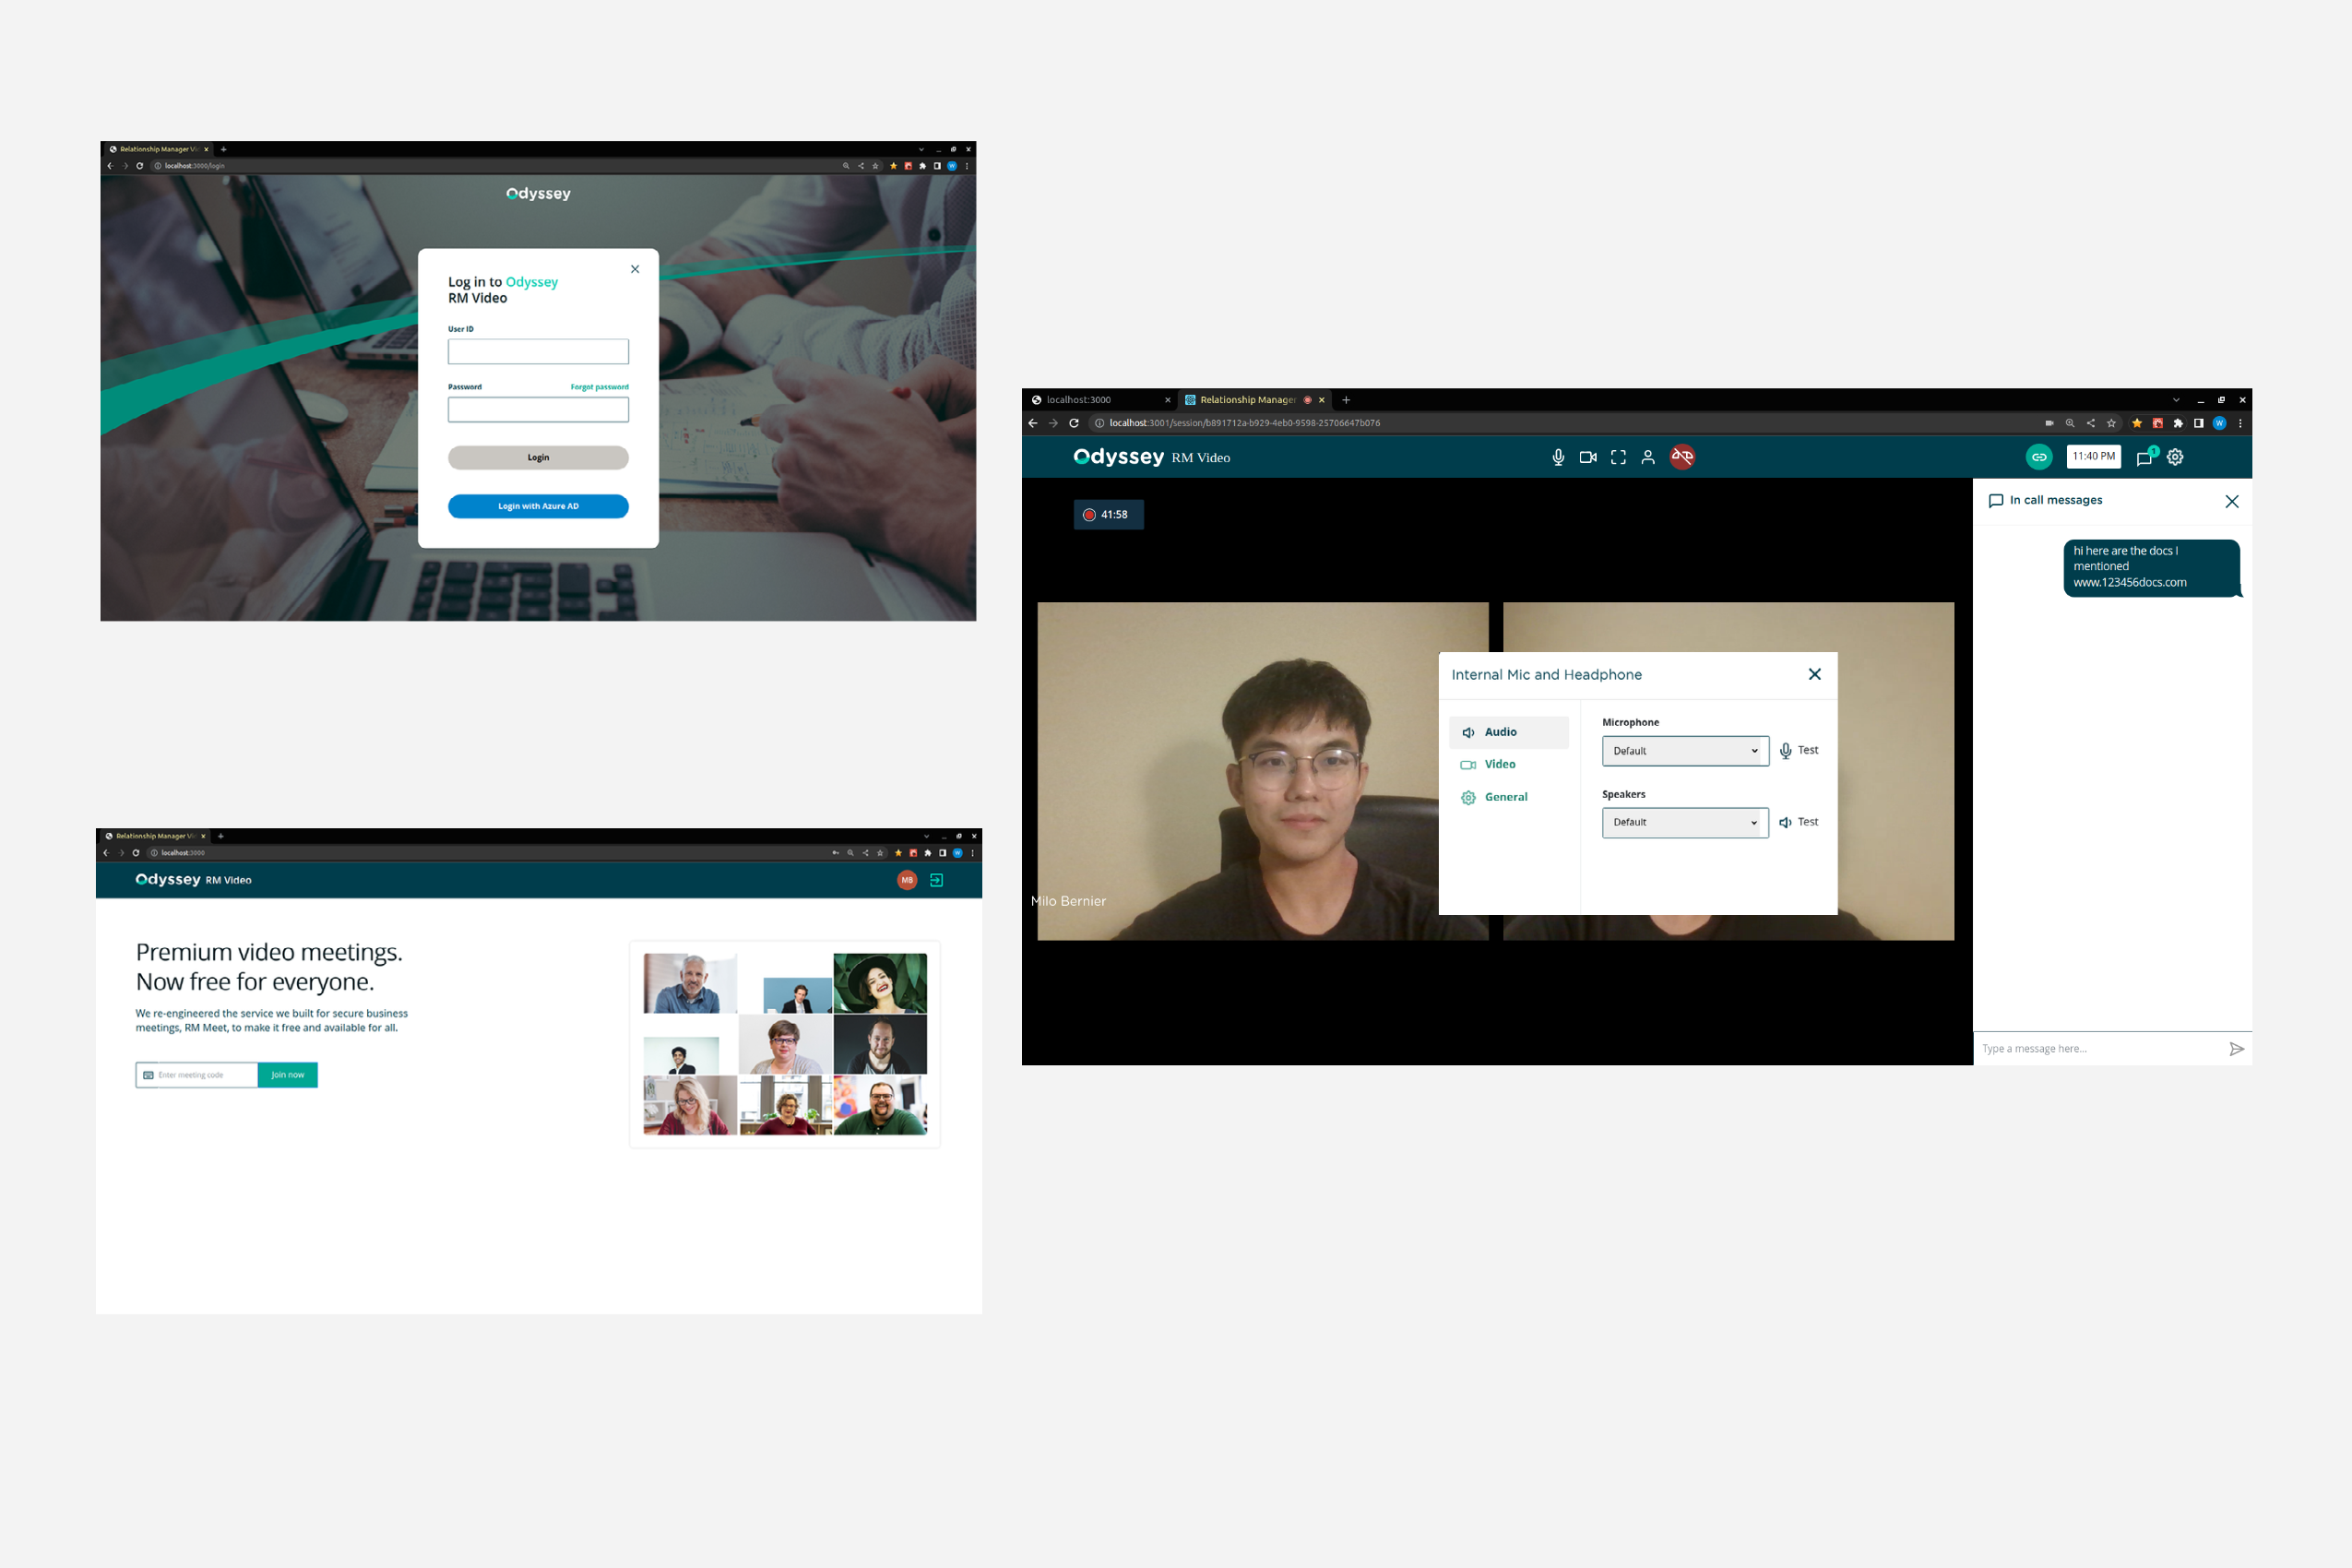 Relationship Manager Vi
localhost:3000/login
Odyssey
Log in to Odyssey
RM Video
User ID
Password
Forgot password
Login
Login with Azure AD
Relationship Manager Vi
localhost:3000
Odyssey RM Video
MB
Premium video meetings.
Now free for everyone.
We re-engineered the service we built for secure business
meetings, RM Meet, to make it free and available for all.
Enter meeting code
Join now
localhost:3000
Relationship Manager
localhost:3001/session/b891712a-b929-4eb0-9598-25706647b076
W
Odyssey RM Video
11:40 PM
1
41:58
In call messages
hi here are the docs I
mentioned
www.123456docs.com
Internal Mic and Headphone
Audio
Video
General
Microphone
Default
Test
Speakers
Default
Test
Milo Bernier
Type a message here...